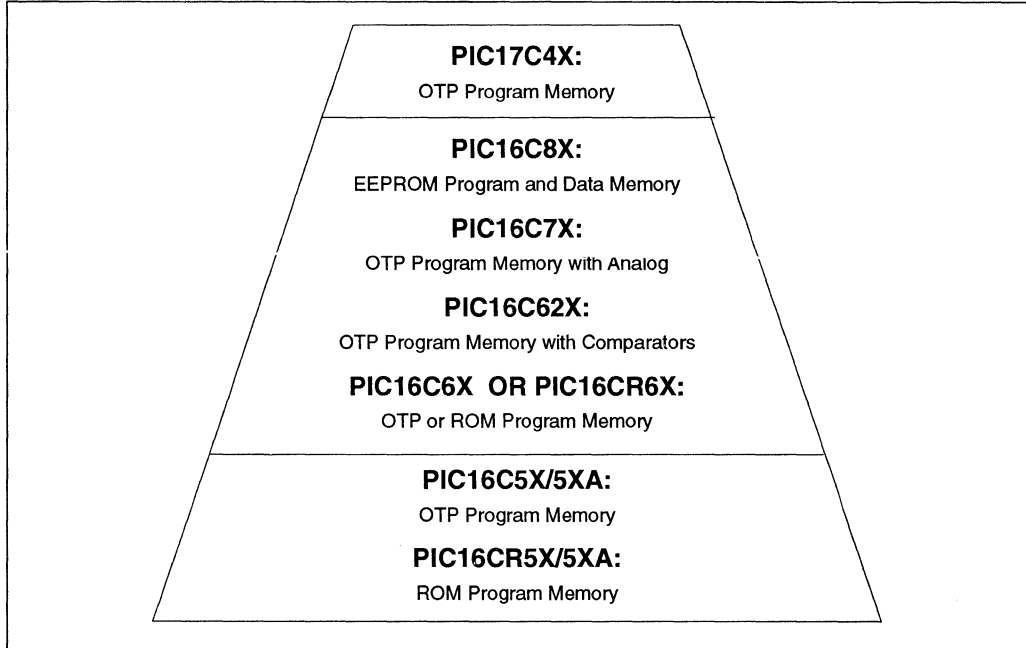 PIC17C4X:
OTP Program Memory
PIC16C8X:
EEPROM Program and Data Memory
PIC16C7X:
OTP Program Memory with Analog
PIC16C62X:
OTP Program Memory with Comparators
PIC16C6X OR PIC16CR6X:
OTP or ROM Program Memory
PIC16C5X/5XA:
OTP Program Memory
PIC16CR5X/5XA:
ROM Program Memory